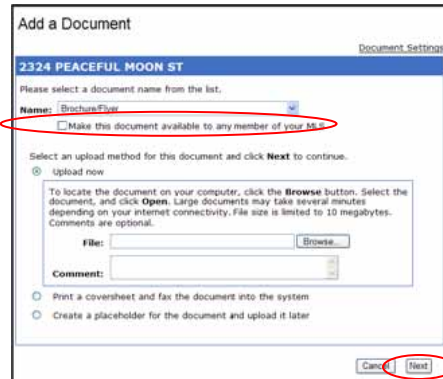 Add a Document
Document Settings
2324 PEACEFUL MOON ST
Please select a document name from the list.
Name: Brochure/Flyer
Make this document available to any member of your MLS
Select an upload method for this document and click Next to continue.
Upload now
To locate the document on your computer, click the Browse button. Select the
document, and click Open. Large documents may take several minutes
depending on your internet connectivity. File size is limited to 10 megabytes.
Comments are optional.
File: Browse...
Comment:
Print a coversheet and fax the document into the system
Create a placeholder for the document and upload it later
Cancel Next